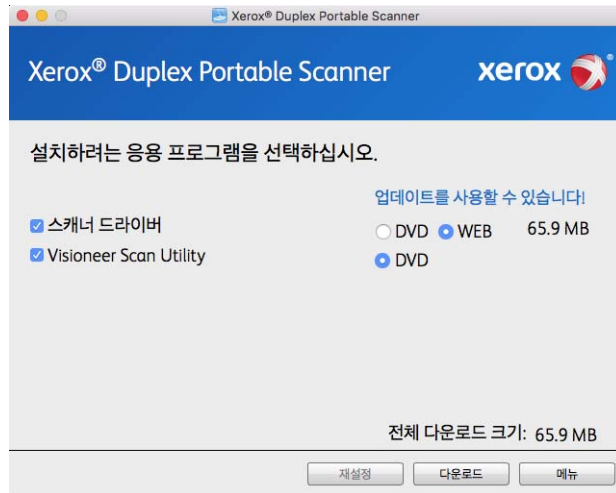 Xerox® Duplex Portable Scanner
Xerox® Duplex Portable Scanner
xerox ®
설치하려는 응용 프로그램을 선택하십시오.
업데이트를 사용할 수 있습니다!
스캐너 드라이버 DVD WEB 65.9 MB
Visioneer Scan Utility DVD
전체 다운로드 크기: 65.9 MB
재설정 다운로드 메뉴